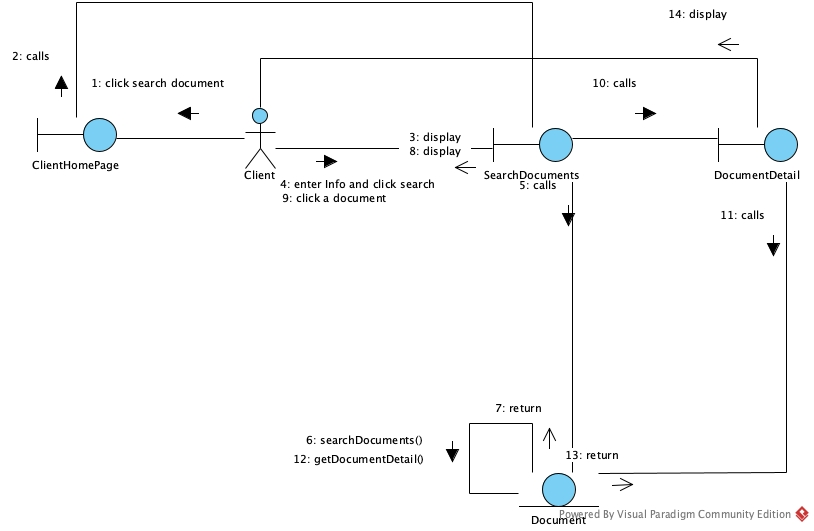 14: display
2: calls
1: click search document
10: calls
3: display
8: display
ClientHomePage
Client
SearchDocuments
DocumentDetail
4: enter Info and click search
5: calls
9: click a document
11: calls
7: return
6: searchDocuments()
13: return
12: getDocumentDetail()
Document
Powered By Visual Paradigm Community Edition